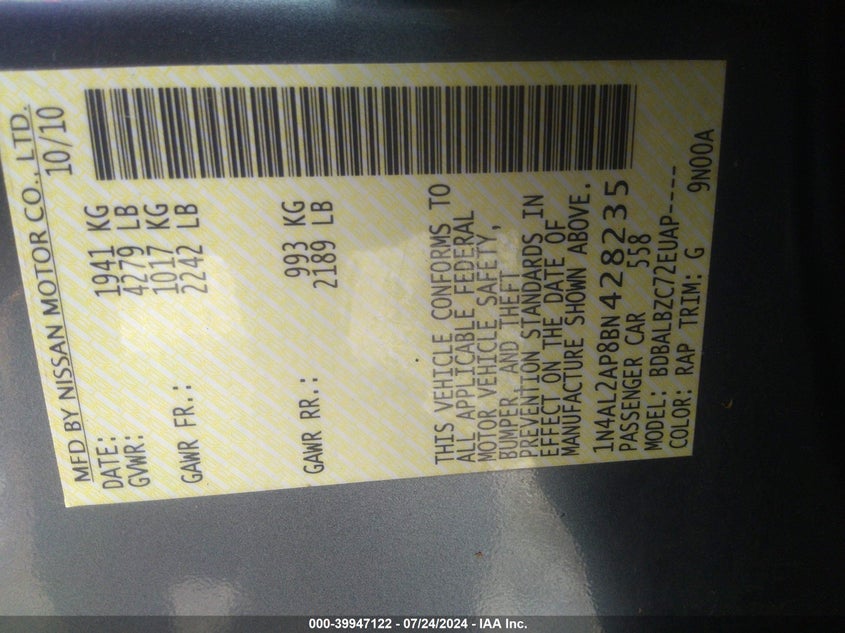 MFD BY NISSAN MOTOR CO., LTD.
DATE: 10/10
GVWR: 1941 KG
4279 LB
GAWR FR.: 1017 KG
2242 LB
GAWR RR.: 993 KG
2189 LB
THIS VEHICLE CONFORMS TO
ALL APPLICABLE FEDERAL
MOTOR VEHICLE SAFETY,
BUMPER, AND THEFT
PREVENTION STANDARDS IN
EFFECT ON THE DATE OF
MANUFACTURE SHOWN ABOVE.
1N4AL2AP8BN428235
PASSENGER CAR 558
MODEL: BDBALBZC72EUAP-----
COLOR: RAP TRIM: G 9N00A
000-39947122 - 07/24/2024 - IAA Inc.